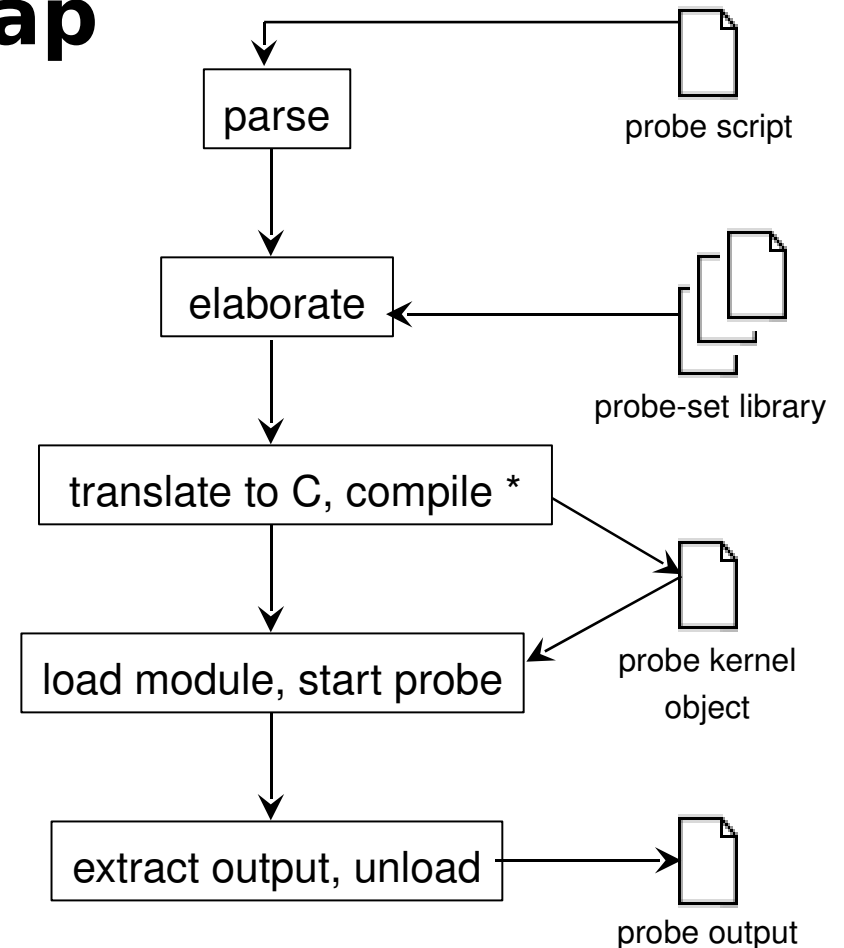 ap
parse
probe script
elaborate
probe-set library
translate to C, compile *
load module, start probe
probe kernel
object
extract output, unload
probe output